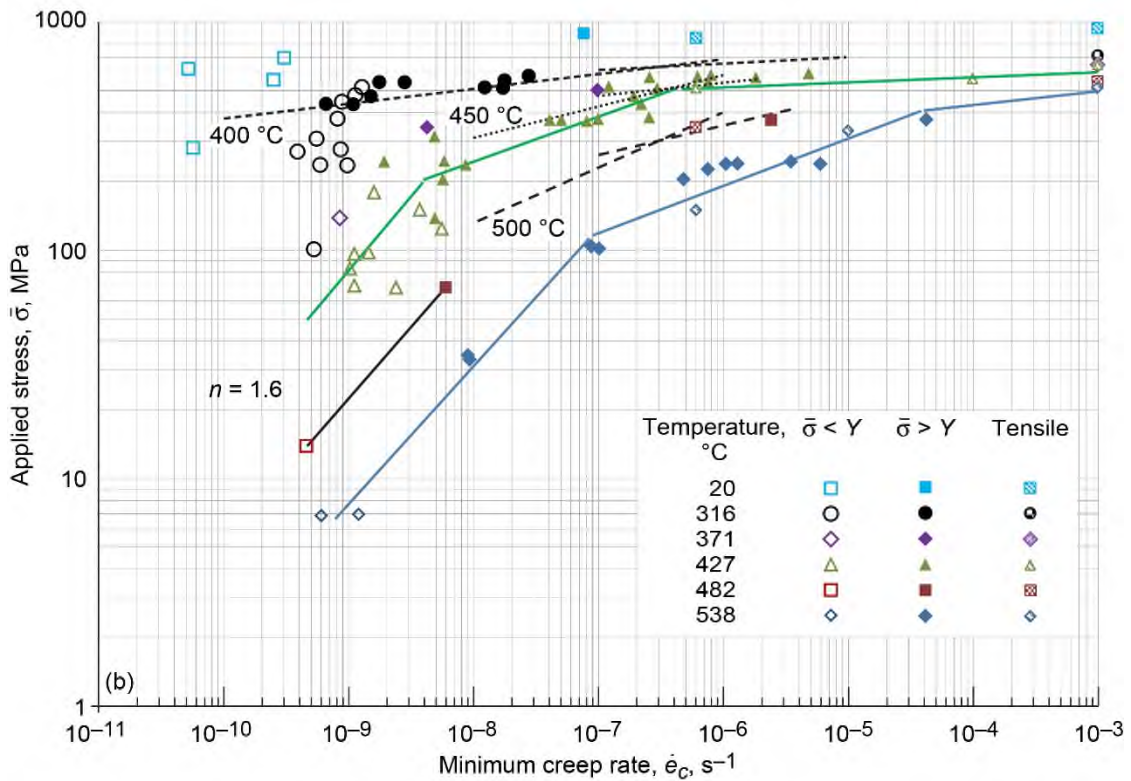 1000
100
10
1
Applied stress, σ̄, MPa
400 °C
450 °C
500 °C
n = 1.6
(b)
Temperature, °C σ̄ < Y σ̄ > Y Tensile
20
316
371
427
482
538
10⁻¹¹ 10⁻¹⁰ 10⁻⁹ 10⁻⁸ 10⁻⁷ 10⁻⁶ 10⁻⁵ 10⁻⁴ 10⁻³
Minimum creep rate, ėc, s⁻¹